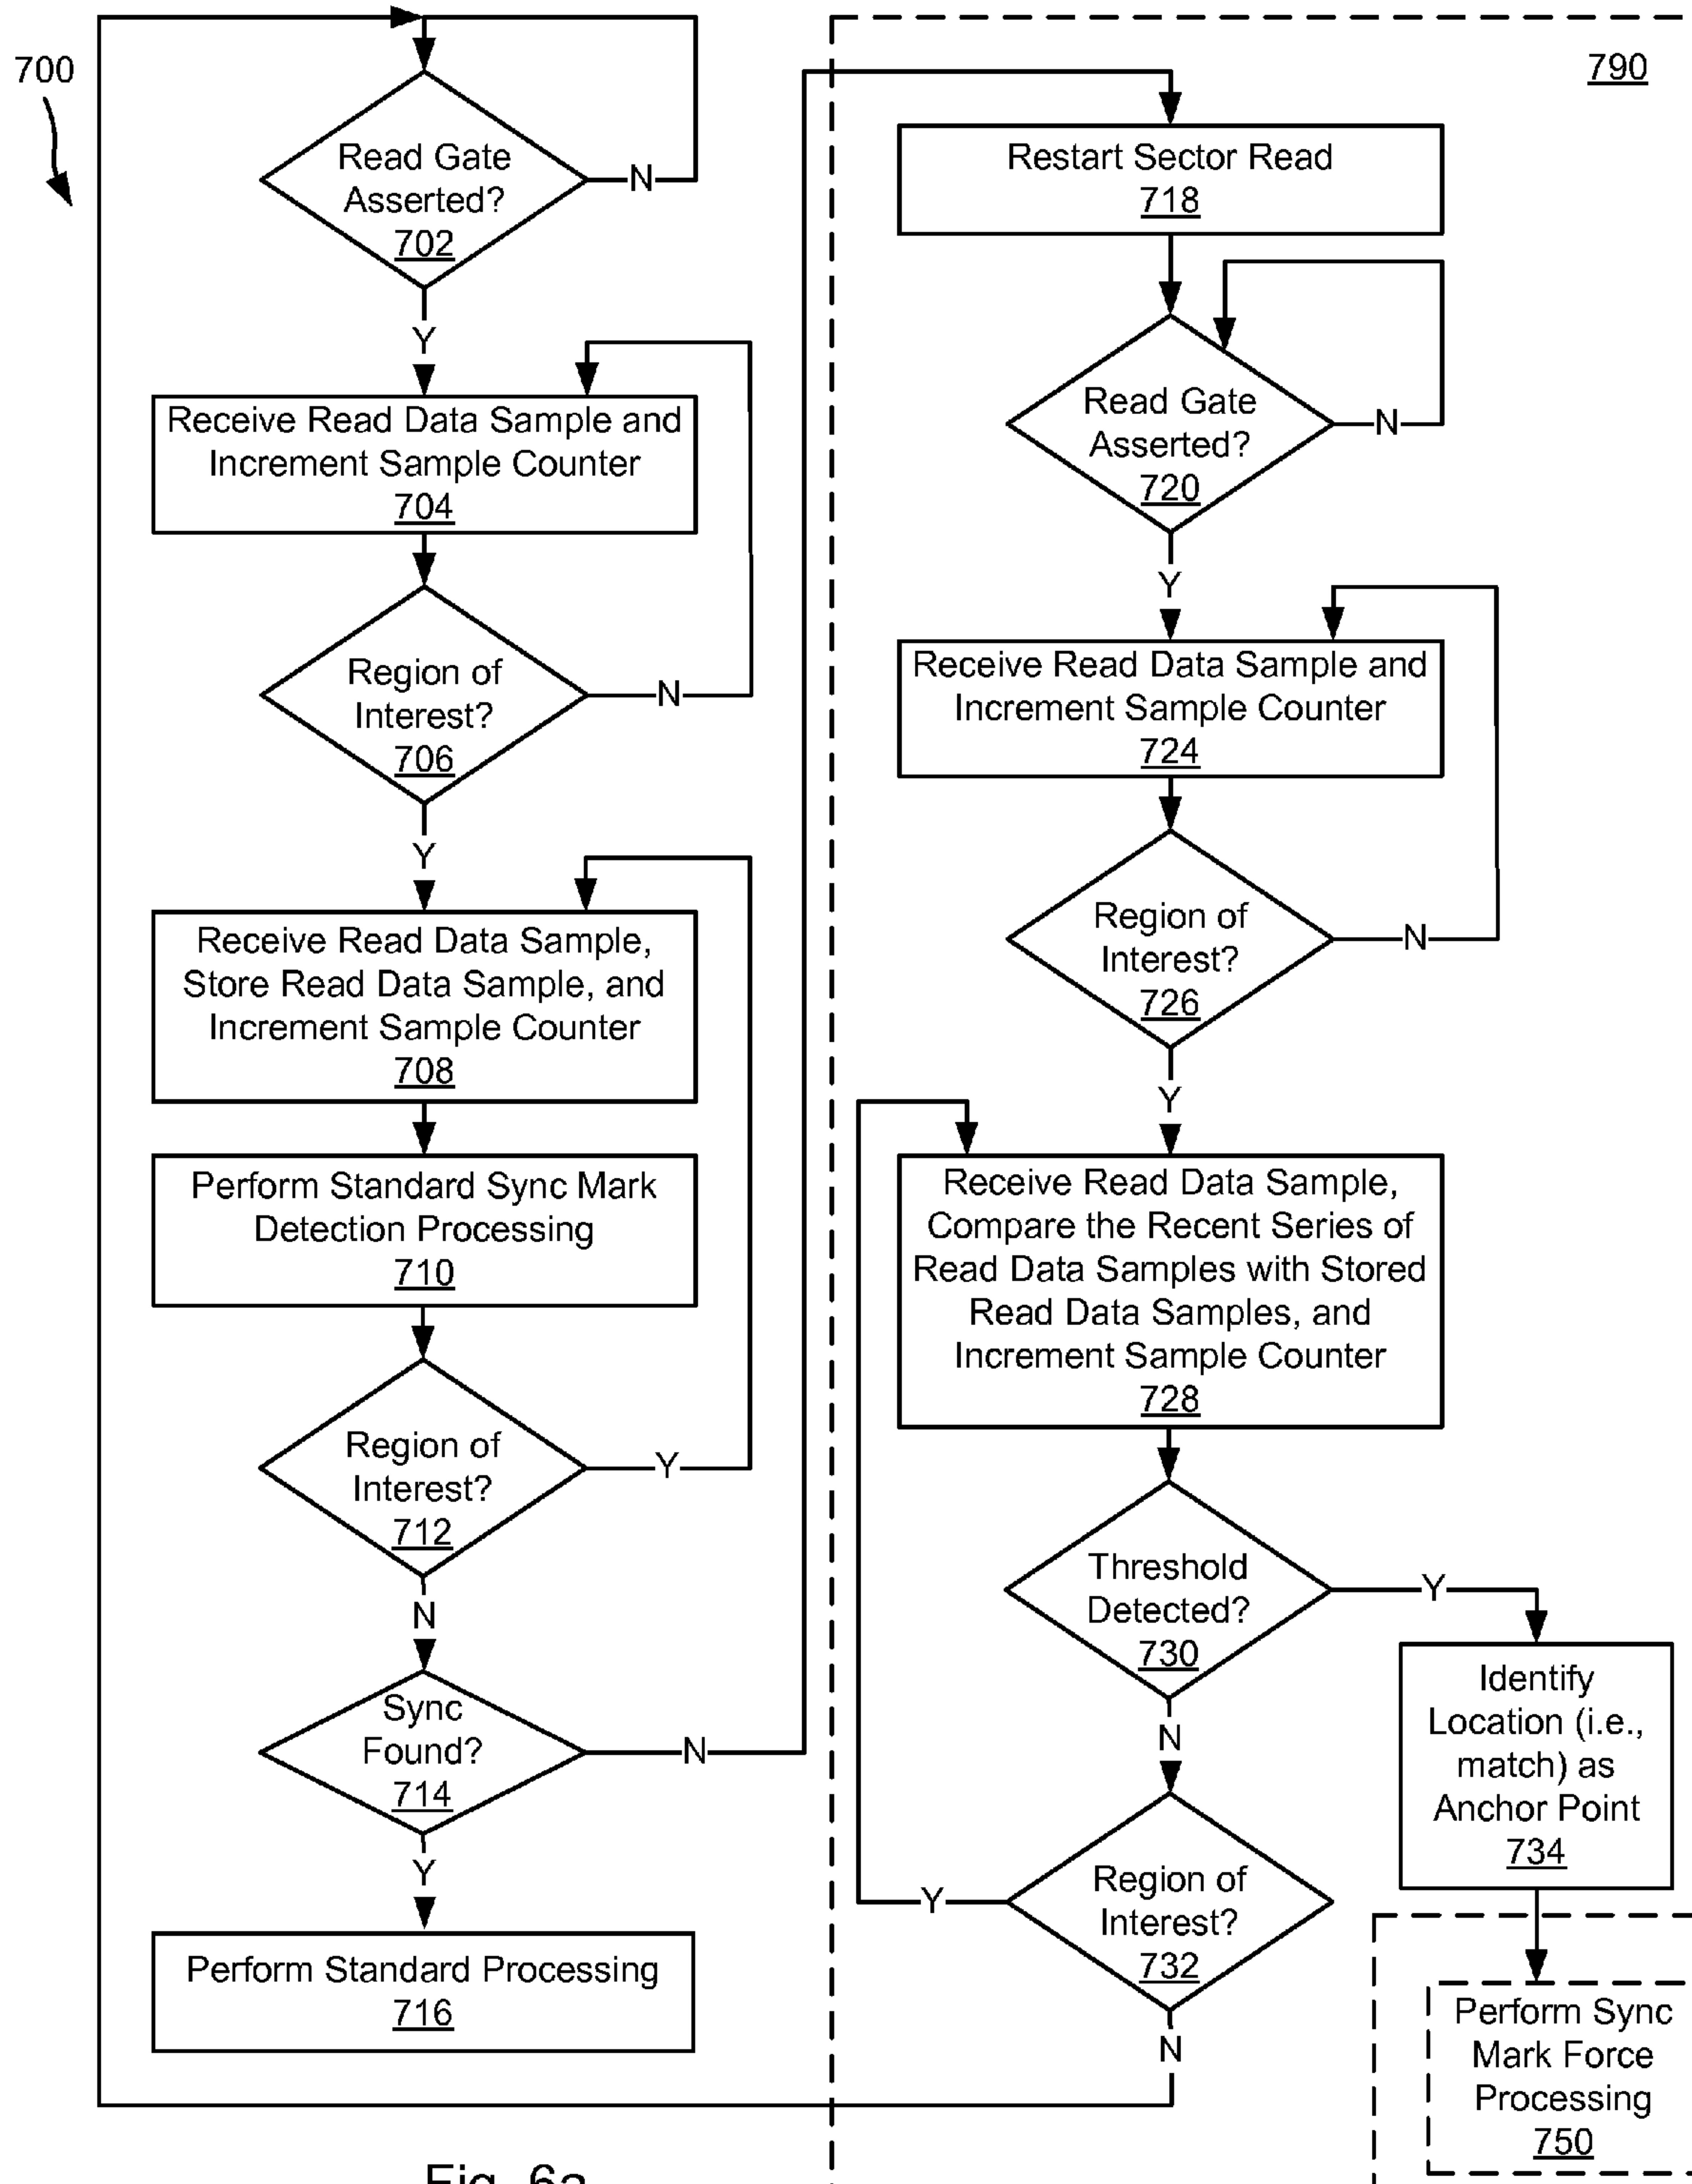 700
Read Gate
Asserted?
702
N
Y
Receive Read Data Sample and
Increment Sample Counter
704
Region of
Interest?
706
N
Y
Receive Read Data Sample,
Store Read Data Sample, and
Increment Sample Counter
708
Perform Standard Sync Mark
Detection Processing
710
Region of
Interest?
712
Y
N
Sync
Found?
714
N
Y
Perform Standard Processing
716
790
Restart Sector Read
718
Read Gate
Asserted?
720
N
Y
Receive Read Data Sample and
Increment Sample Counter
724
Region of
Interest?
726
N
Y
Receive Read Data Sample,
Compare the Recent Series of
Read Data Samples with Stored
Read Data Samples, and
Increment Sample Counter
728
Threshold
Detected?
730
Y
N
Identify
Location (i.e.,
match) as
Anchor Point
734
Region of
Interest?
732
Y
N
Perform Sync
Mark Force
Processing
750
Fig. 6a